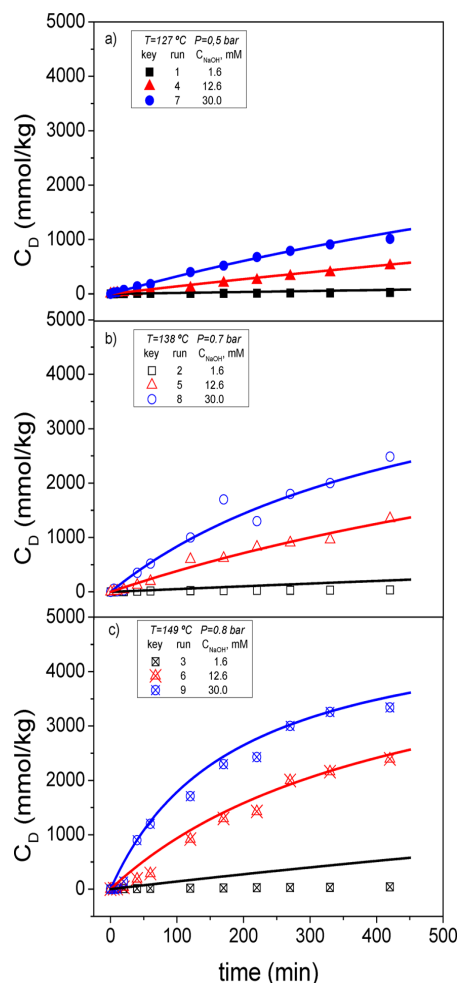 a)
T=127 ºC P=0,5 bar
key run C_NaOH, mM
1 1.6
4 12.6
7 30.0
5000
4000
3000
2000
1000
0
C_D (mmol/kg)
b)
T=138 ºC P=0.7 bar
key run C_NaOH, mM
2 1.6
5 12.6
8 30.0
5000
4000
3000
2000
1000
0
C_D (mmol/kg)
c)
T=149 ºC P=0.8 bar
key run C_NaOH, mM
3 1.6
6 12.6
9 30.0
5000
4000
3000
2000
1000
0
C_D (mmol/kg)
0 100 200 300 400 500
time (min)